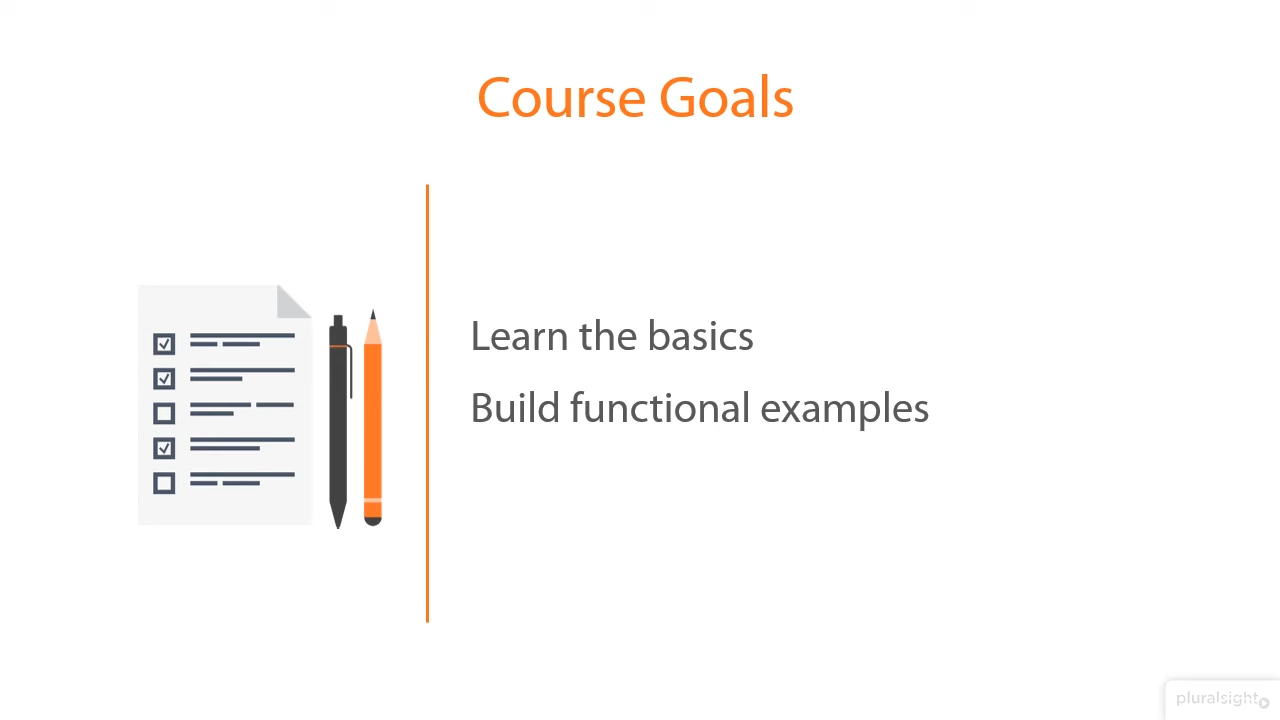 Course Goals
Learn the basics
Build functional examples
pluralsight